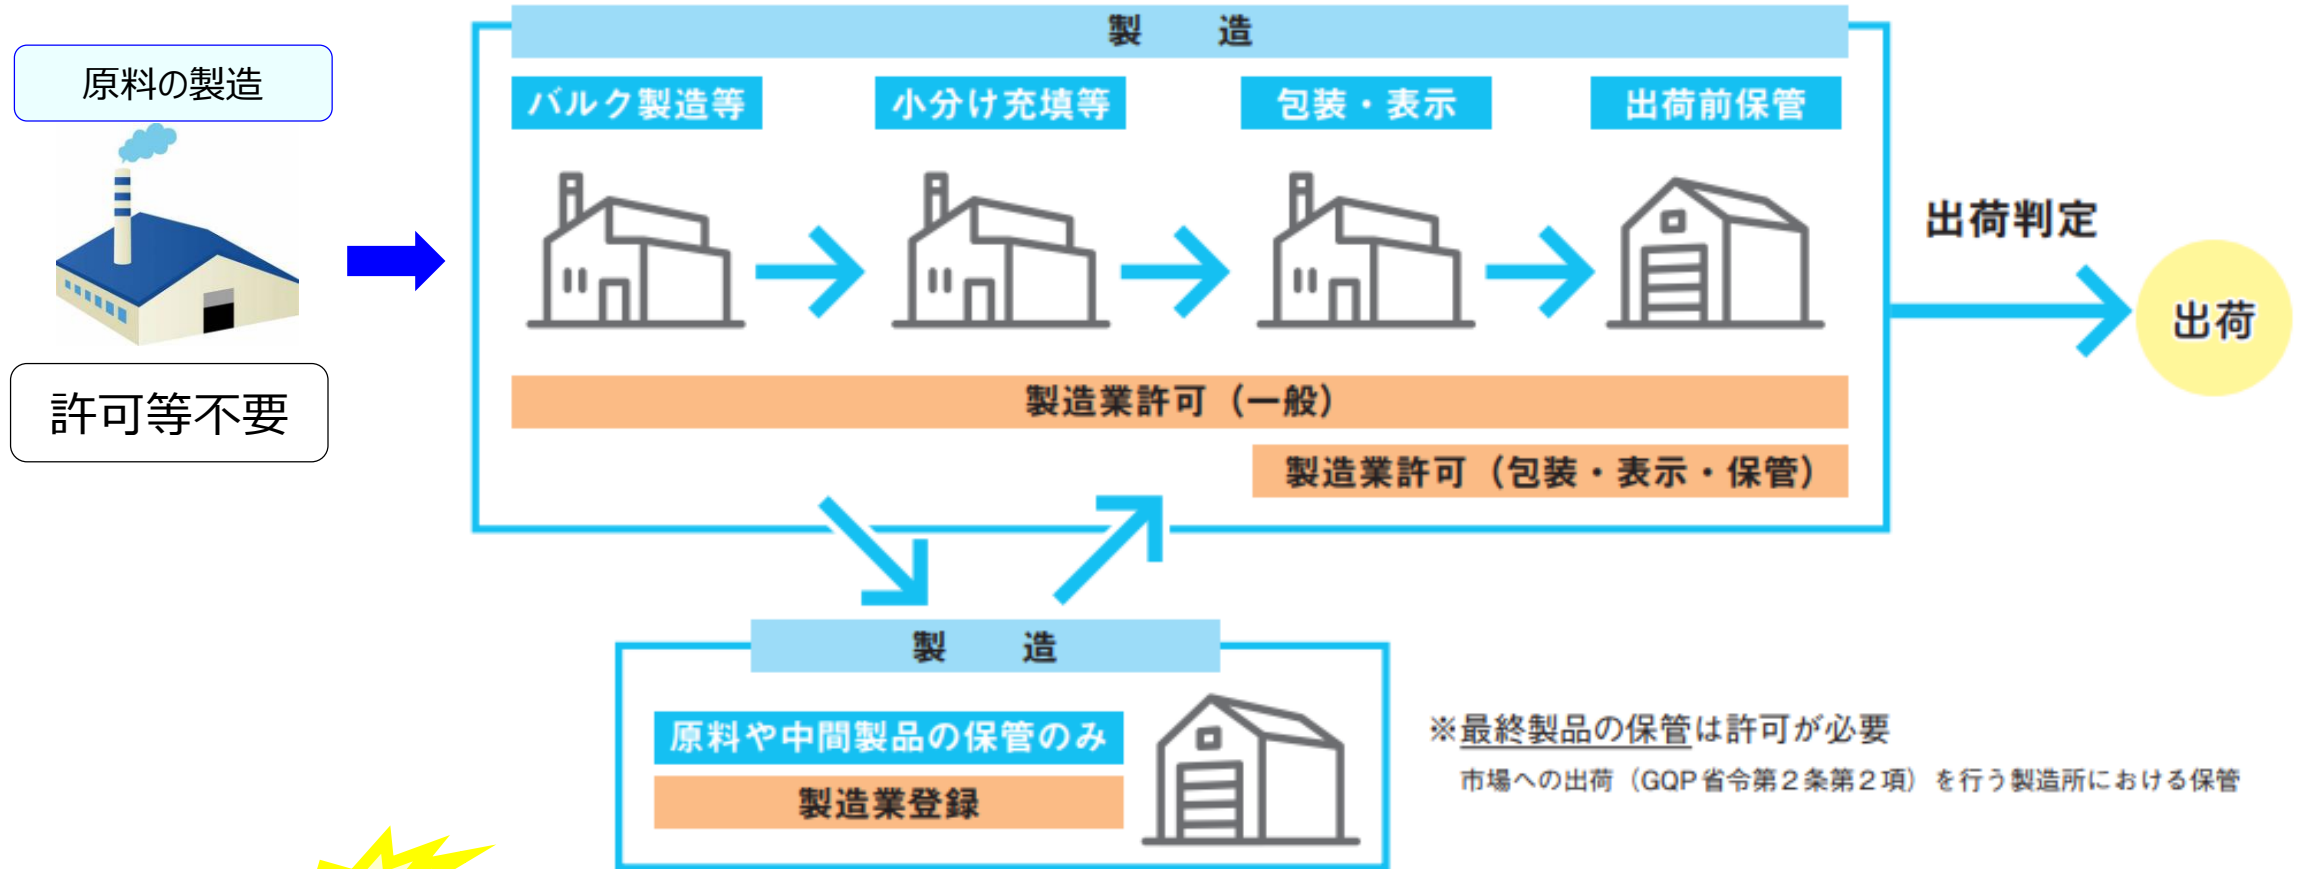 原料の製造
許可等不要
製　造
バルク製造等
小分け充填等
包装・表示
出荷前保管
製造業許可（一般）
製造業許可（包装・表示・保管）
出荷判定
出荷
製　造
原料や中間製品の保管のみ
製造業登録
※最終製品の保管は許可が必要
市場への出荷（GQP省令第２条第２項）を行う製造所における保管